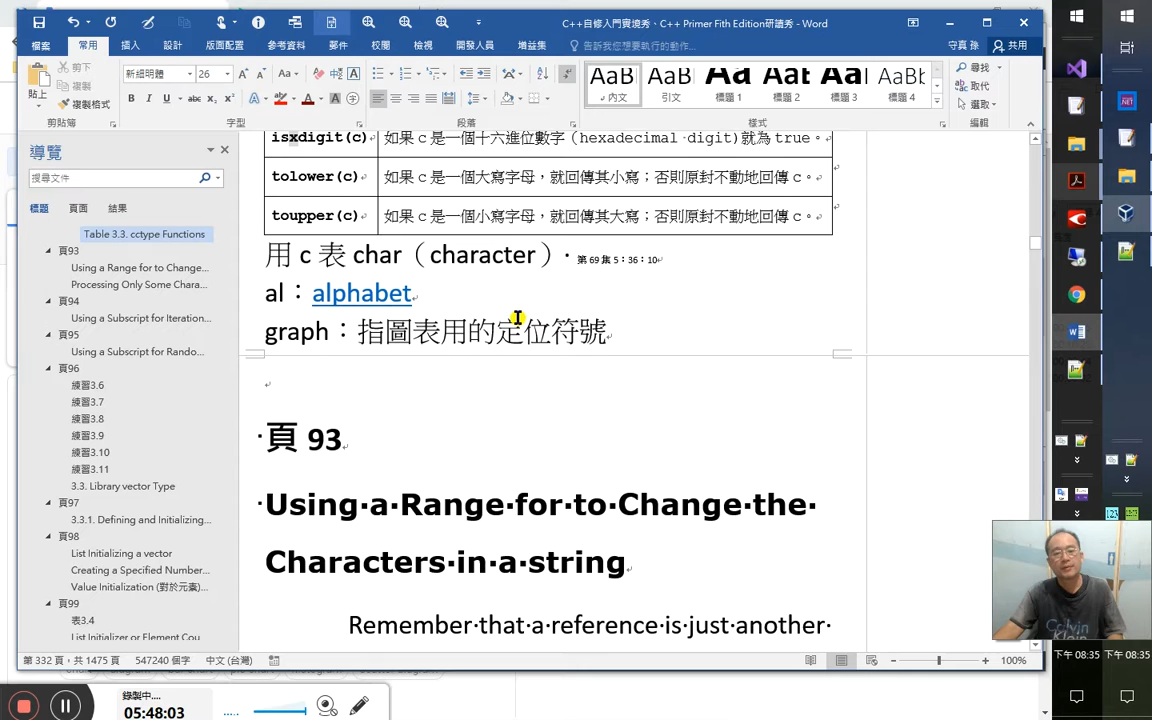 C++自修入門實境秀、C++ Primer Fith Edition研讀秀 - Word
檔案 常用 插入 設計 版面配置 參考資料 郵件 校閱 檢視 開發人員 增益集 告訴我您想要執行的動作... 守真 孫 共用
貼上 剪下 複製 複製格式
新細明體 26
AaB AaB AaB AaB AaB AaBb
內文 引文 標題 1 標題 2 標題 3 標題 4
尋找 取代 選取
剪貼簿 字型 段落 樣式 編輯
導覽
搜尋文件
標題 頁面 結果
Table 3.3. cctype Functions
頁93
Using a Range for to Change...
Processing Only Some Chara...
頁94
Using a Subscript for Iteration...
頁95
Using a Subscript for Rando...
頁96
練習3.6
練習3.7
練習3.8
練習3.9
練習3.10
練習3.11
3.3. Library vector Type
頁97
3.3.1. Defining and Initializing...
頁98
List Initializing a vector
Creating a Specified Number...
Value Initialization (對於元素)...
頁99
表3.4
List Initializer or Element Cou
isxdigit(c) 如果 c 是一個十六進位數字（hexadecimal digit)就為 true。
tolower(c) 如果 c 是一個大寫字母，就回傳其小寫；否則原封不動地回傳 c。
toupper(c) 如果 c 是一個小寫字母，就回傳其大寫；否則原封不動地回傳 c。
用 c 表 char（character）‧ 第 69 集 5：36：10
al：alphabet
graph：指圖表用的定位符號
頁 93
Using a Range for to Change the
Characters in a string
Remember that a reference is just another
第 332 頁，共 1475 頁 547240 個字 中文 (台灣) 100%
錄製中....
05:48:03
下午 08:35 下午 08:35